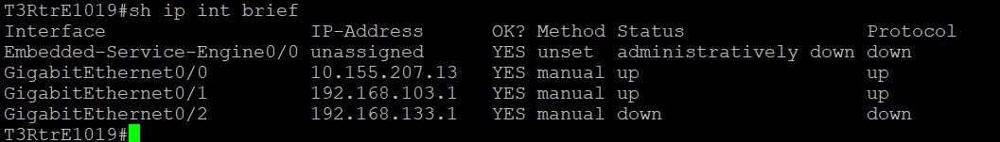 T3RtrE1019#sh ip int brief
Interface                  IP-Address      OK? Method Status                Protocol
Embedded-Service-Engine0/0 unassigned      YES unset  administratively down down
GigabitEthernet0/0         10.155.207.13   YES manual up                    up
GigabitEthernet0/1         192.168.103.1   YES manual up                    up
GigabitEthernet0/2         192.168.133.1   YES manual down                  down
T3RtrE1019#